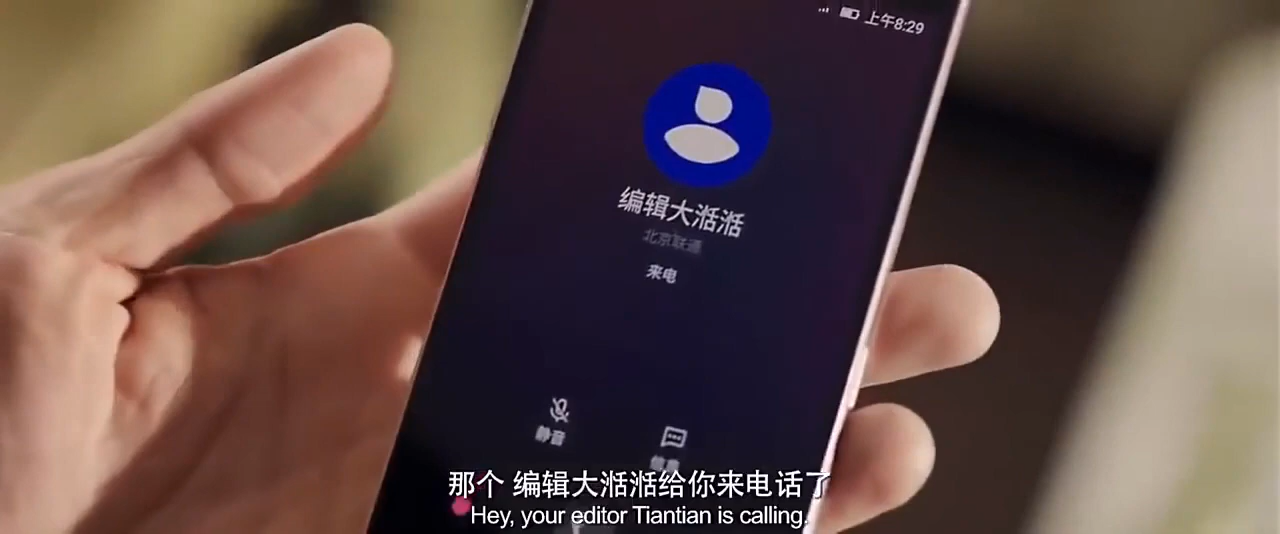 上午8:29
编辑大湉湉
北京联通
来电
静音
那个 编辑大湉湉给你来电话了
Hey, your editor Tiantian is calling.